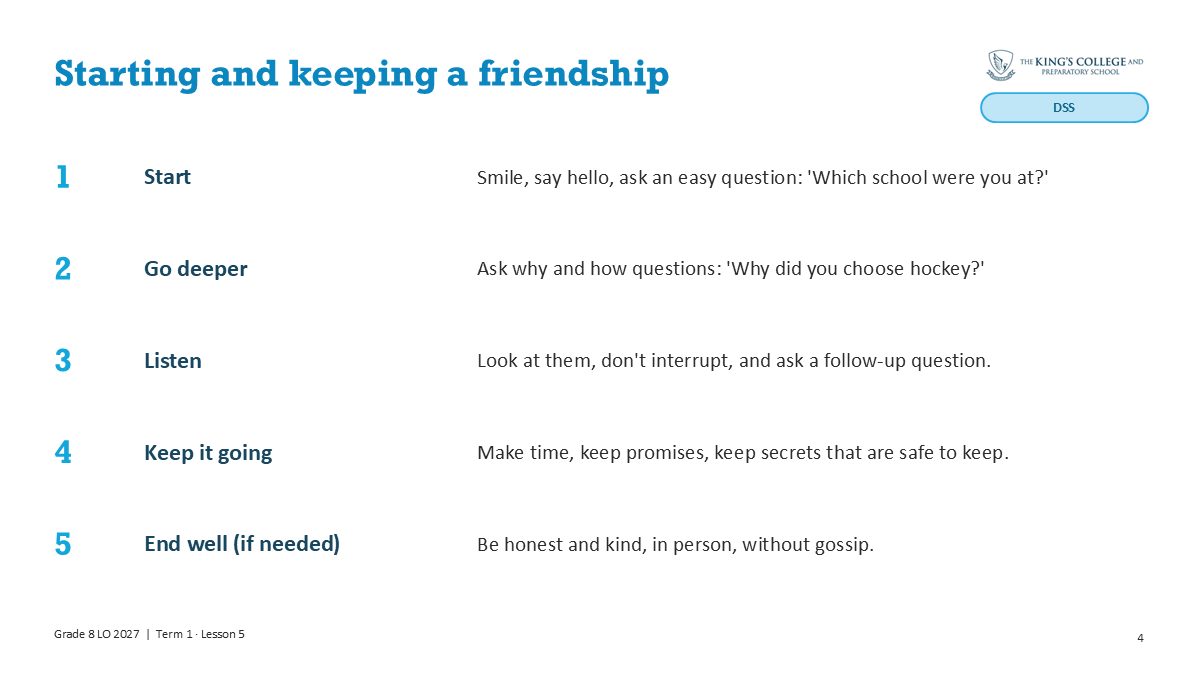 Starting and keeping a friendship
THE KING'S COLLEGE AND
PREPARATORY SCHOOL
DSS
1 Start Smile, say hello, ask an easy question: 'Which school were you at?'
2 Go deeper Ask why and how questions: 'Why did you choose hockey?'
3 Listen Look at them, don't interrupt, and ask a follow-up question.
4 Keep it going Make time, keep promises, keep secrets that are safe to keep.
5 End well (if needed) Be honest and kind, in person, without gossip.
Grade 8 LO 2027 | Term 1 · Lesson 5
4